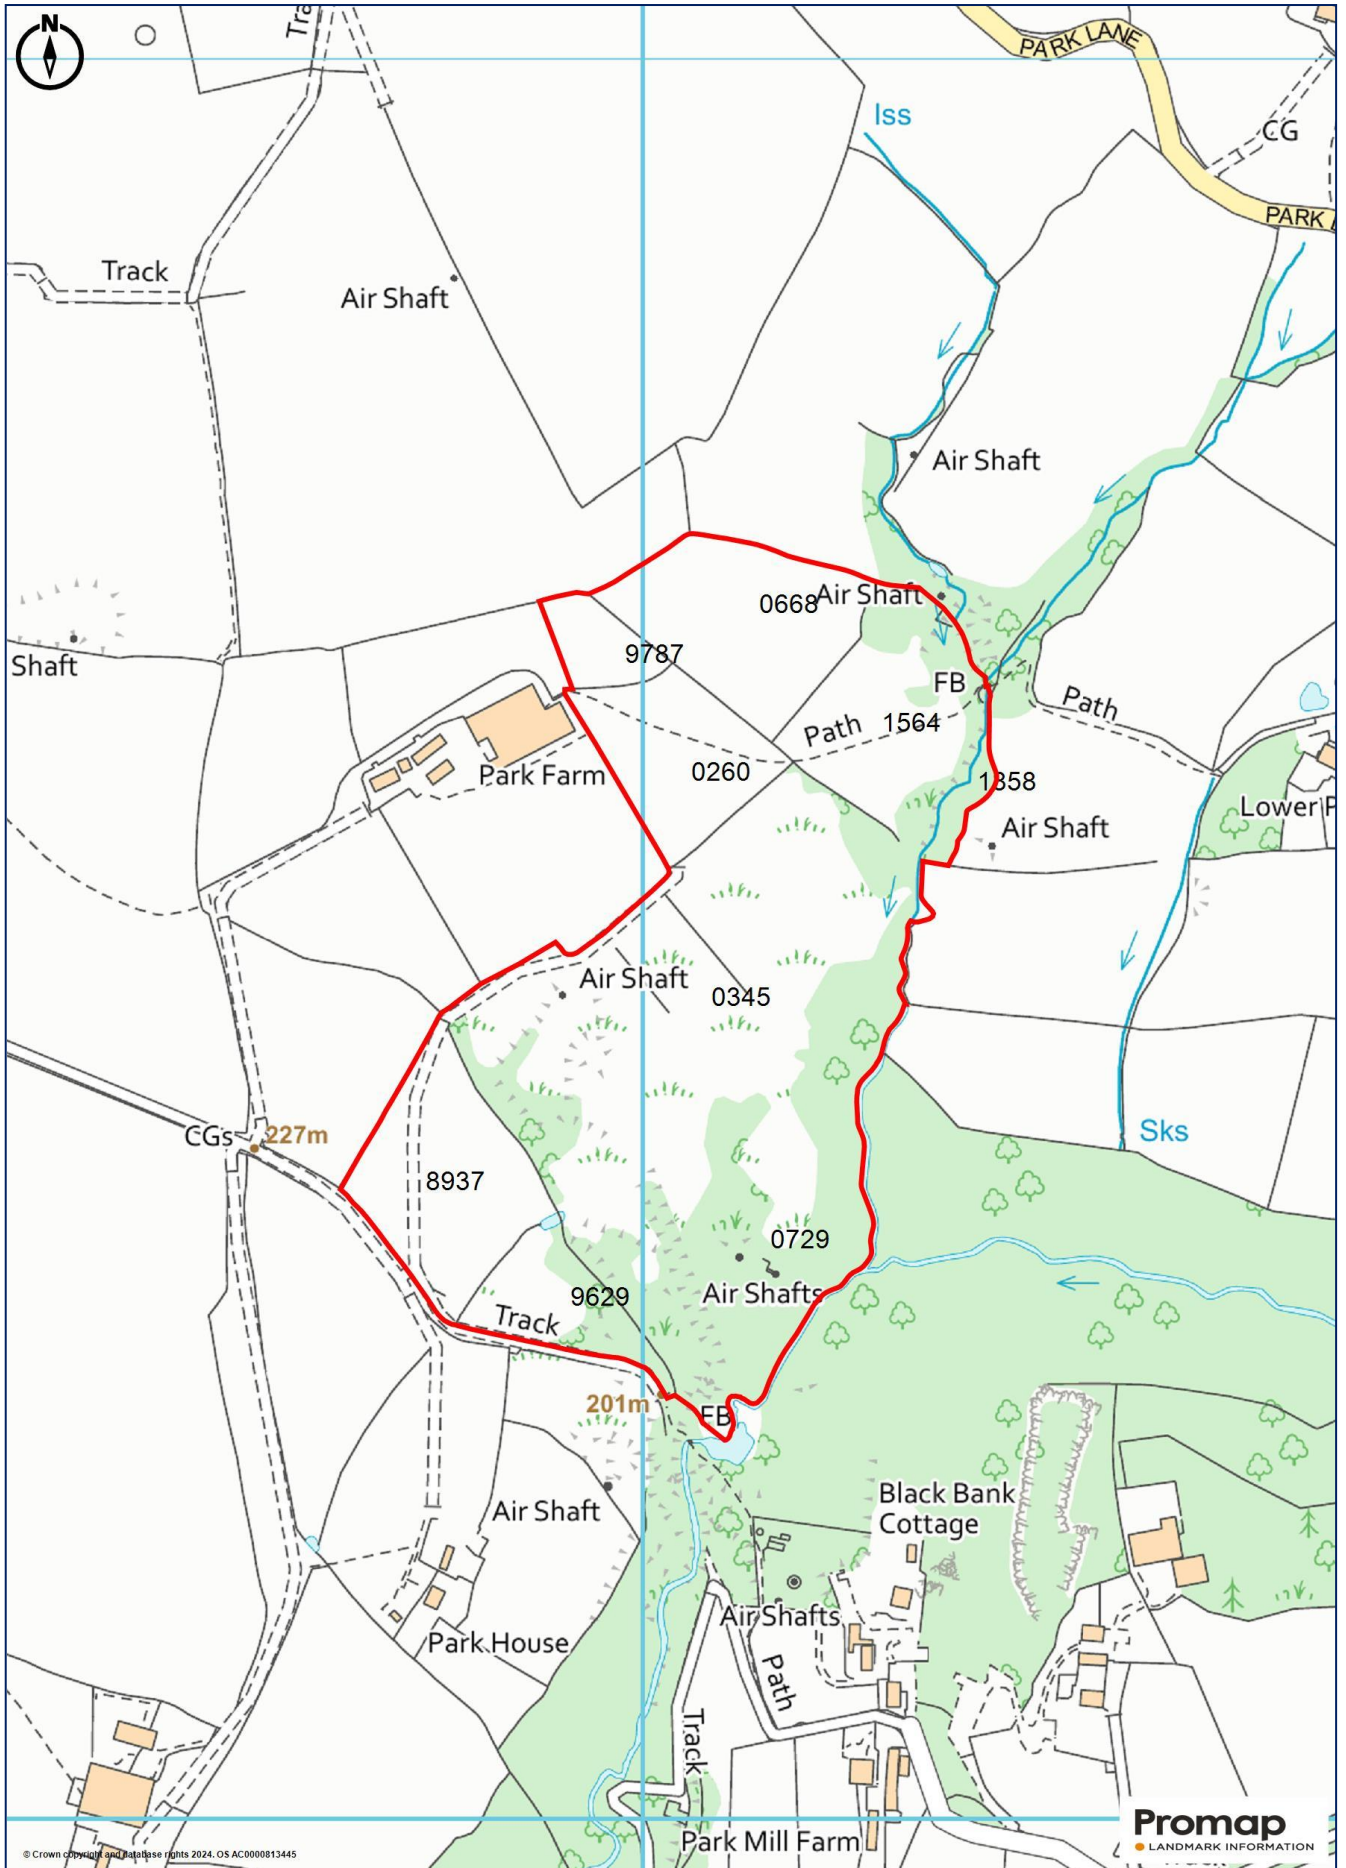 N
Tra
PARK LANE
Iss
CG
PARK L
Track
Air Shaft
Air Shaft
Air Shaft
0668
9787
Shaft
FB
Path
Path
1564
Park Farm
0260
1358
Lower P
Air Shaft
Air Shaft
0345
CGs
227m
Sks
8937
0729
9629
Air Shafts
Track
201m
FB
Black Bank
Cottage
Air Shaft
Air Shafts
Park House
Path
Track
Park Mill Farm
Promap
LANDMARK INFORMATION
© Crown copyright and database rights 2024. OS AC0000813445